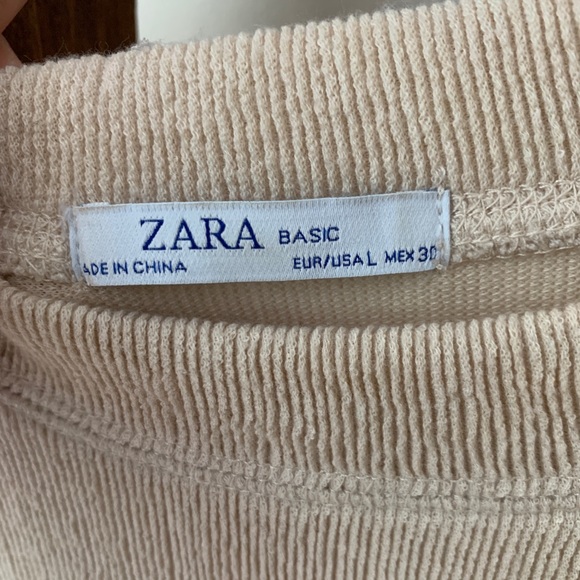 ZARA BASIC
ADE IN CHINA EUR/USA L MEX 30